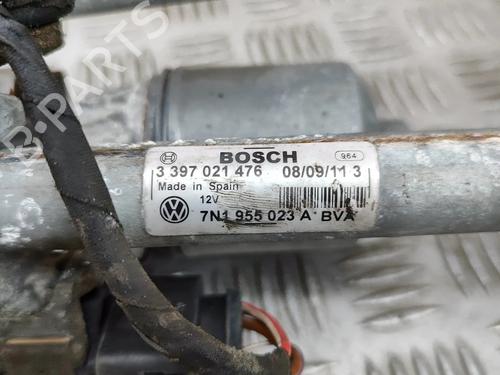 BOSCH 964
3 397 021 476 08/09/11 3
Made in Spain
12V
7N1 955 023 A BVA
B-PARTS